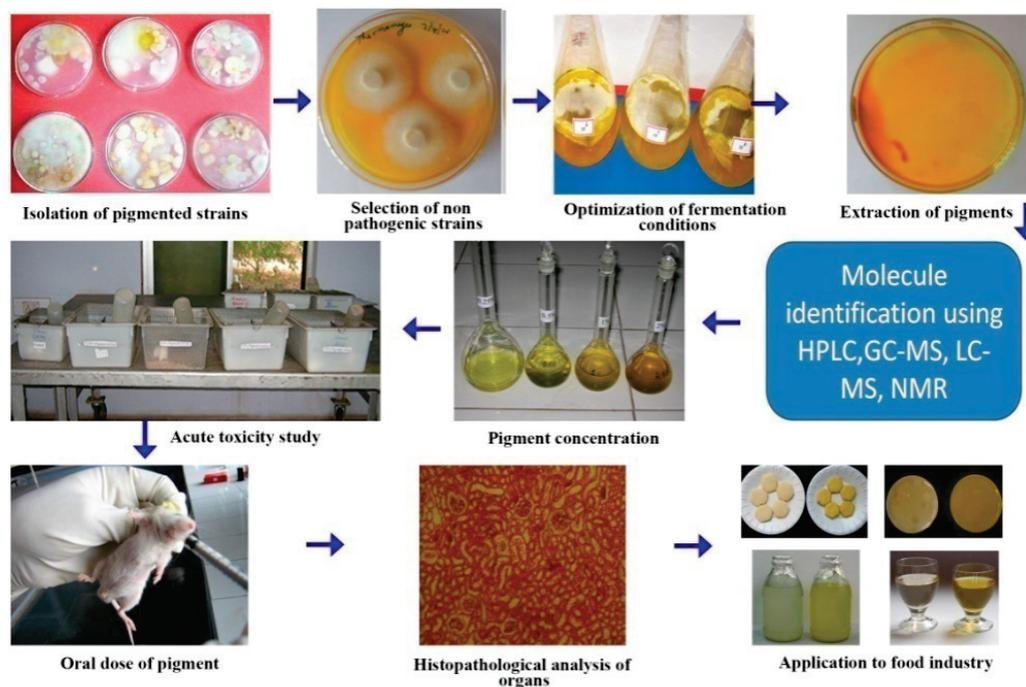 Isolation of pigmented strains
Selection of non
pathogenic strains
Optimization of fermentation
conditions
Extraction of pigments
Molecule
identification using
HPLC,GC-MS, LC-
MS, NMR
Pigment concentration
Acute toxicity study
Oral dose of pigment
Histopathological analysis of
organs
Application to food industry